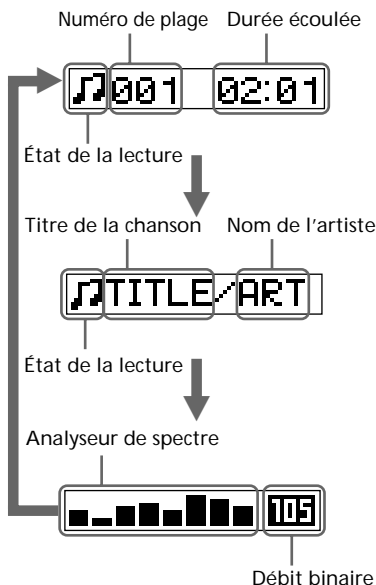 Numéro de plage Durée écoulée
001 02:01
État de la lecture
Titre de la chanson Nom de l'artiste
TITLE/ART
État de la lecture
Analyseur de spectre
105
Débit binaire